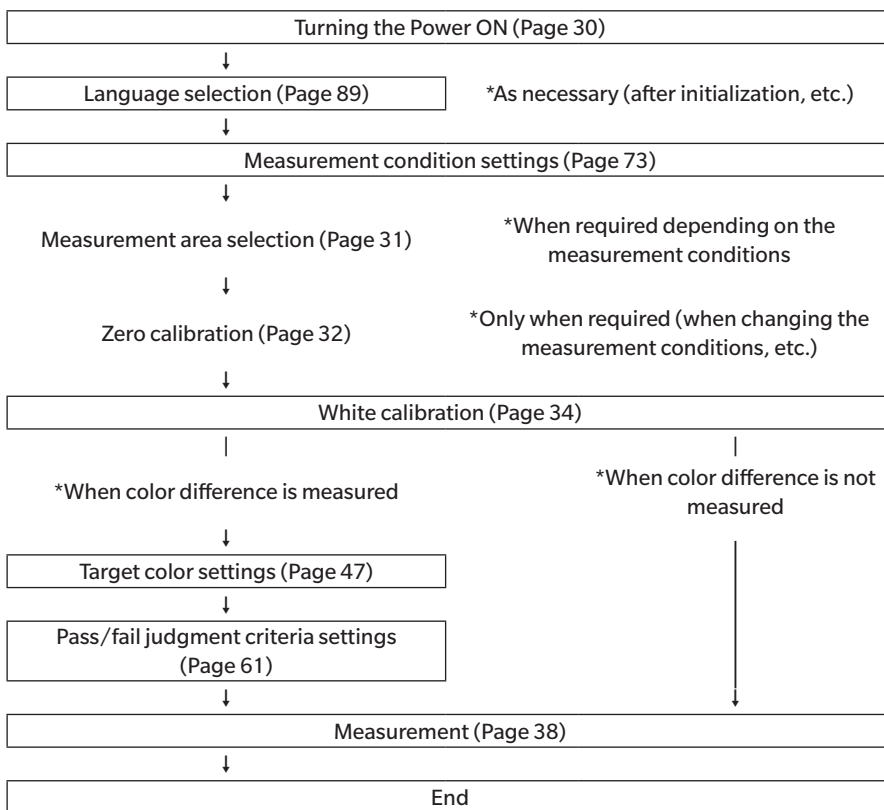 Turning the Power ON (Page 30)
Language selection (Page 89)
*As necessary (after initialization, etc.)
Measurement condition settings (Page 73)
Measurement area selection (Page 31)
*When required depending on the
measurement conditions
Zero calibration (Page 32)
*Only when required (when changing the
measurement conditions, etc.)
White calibration (Page 34)
*When color difference is measured
*When color difference is not
measured
Target color settings (Page 47)
Pass/fail judgment criteria settings
(Page 61)
Measurement (Page 38)
End